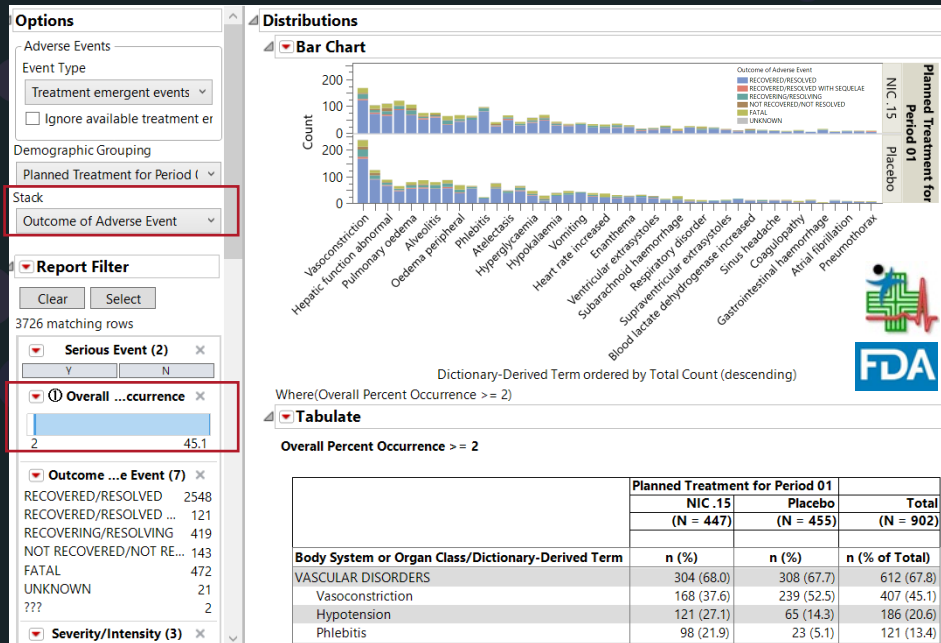 Options
Adverse Events
Event Type
Treatment emergent events
Ignore available treatment er
Demographic Grouping
Planned Treatment for Period (
Stack
Outcome of Adverse Event
Report Filter
Clear Select
3726 matching rows
Serious Event (2)
Y N
Overall ...ccurrence
2 45.1
Outcome ...e Event (7)
RECOVERED/RESOLVED 2548
RECOVERED/RESOLVED ... 121
RECOVERING/RESOLVING 419
NOT RECOVERED/NOT RE... 143
FATAL 472
UNKNOWN 21
??? 2
Severity/Intensity (3)
Distributions
Bar Chart
Outcome of Adverse Event
RECOVERED/RESOLVED
RECOVERED/RESOLVED WITH SEQUELAE
RECOVERING/RESOLVING
NOT RECOVERED/NOT RESOLVED
FATAL
UNKNOWN
Count
200
100
0
200
100
0
NIC .15
Placebo
Planned Treatment for
Period 01
Vasoconstriction
Hepatic function abnormal
Pulmonary oedema
Alveolitis
Oedema peripheral
Phlebitis
Atelectasis
Hyperglycaemia
Hypokalaemia
Vomiting
Heart rate increased
Enanthema
Ventricular extrasystoles
Subarachnoid haemorrhage
Respiratory disorder
Supraventricular extrasystoles
Blood lactate dehydrogenase increased
Sinus headache
Coagulopathy
Gastrointestinal haemorrhage
Atrial fibrillation
Pneumothorax
Dictionary-Derived Term ordered by Total Count (descending)
Where(Overall Percent Occurrence >= 2)
FDA
Tabulate
Overall Percent Occurrence >= 2
Planned Treatment for Period 01
NIC .15 Placebo Total
(N = 447) (N = 455) (N = 902)
Body System or Organ Class/Dictionary-Derived Term n (%) n (%) n (% of Total)
VASCULAR DISORDERS 304 (68.0) 308 (67.7) 612 (67.8)
Vasoconstriction 168 (37.6) 239 (52.5) 407 (45.1)
Hypotension 121 (27.1) 65 (14.3) 186 (20.6)
Phlebitis 98 (21.9) 23 (5.1) 121 (13.4)